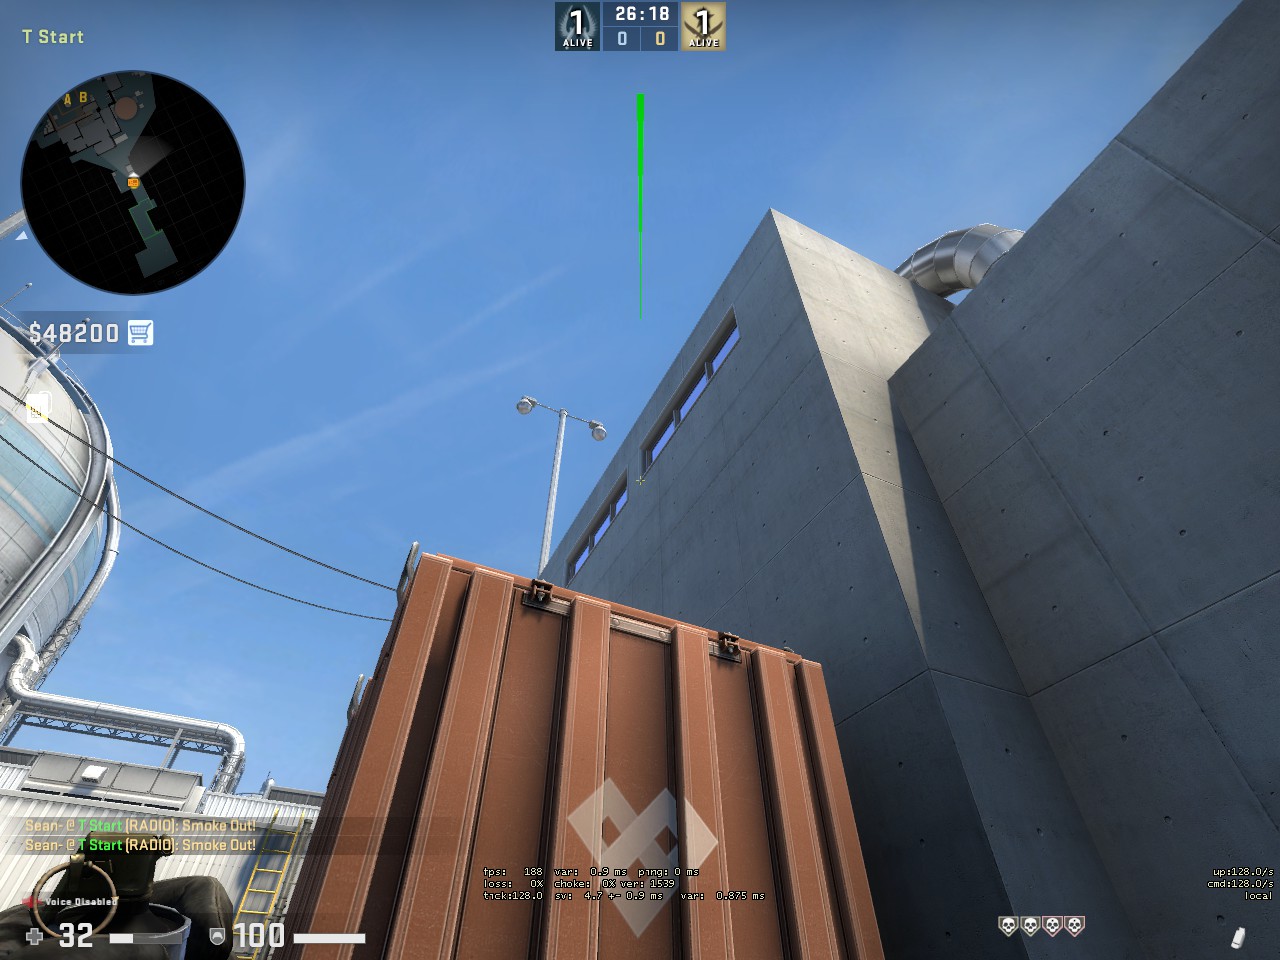 T Start
1
ALIVE
26:18
0 0
1
ALIVE
A B
$48200
Sean- @ T Start (RADIO): Smoke Out!
Sean- @ T Start (RADIO): Smoke Out!
Voice Disabled
32
100
fps: 188 var: 0.9 ms ping: 0 ms
loss: 0% choke: 0% ver: 1539
tick:128.0 sv: 4.7 +- 0.9 ms var: 0.875 ms
up:128.0/s
cmd:128.0/s
local